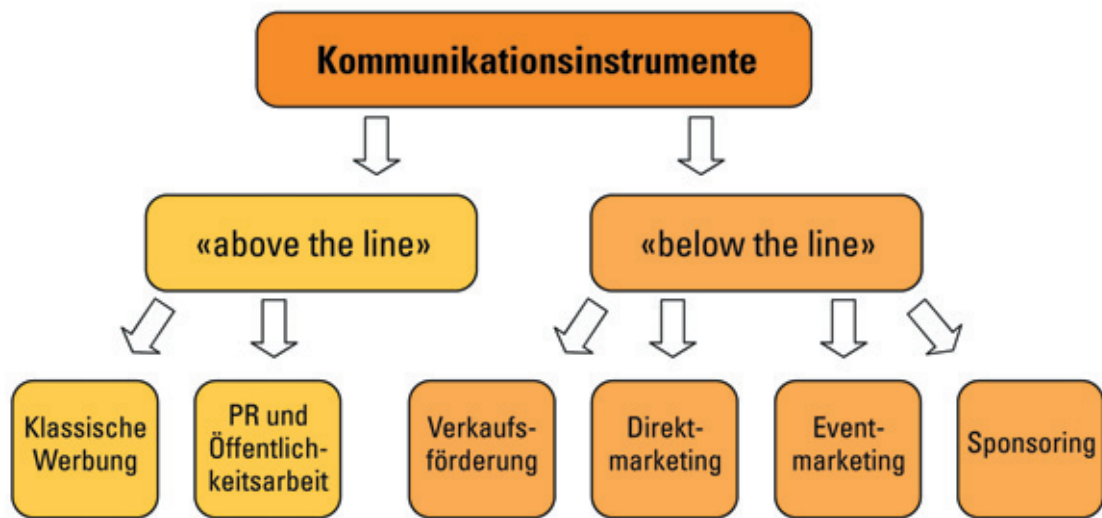 Kommunikationsinstrumente
«above the line»
«below the line»
Klassische
Werbung
PR und
Öffentlich-
keitsarbeit
Verkaufs-
förderung
Direkt-
marketing
Event-
marketing
Sponsoring